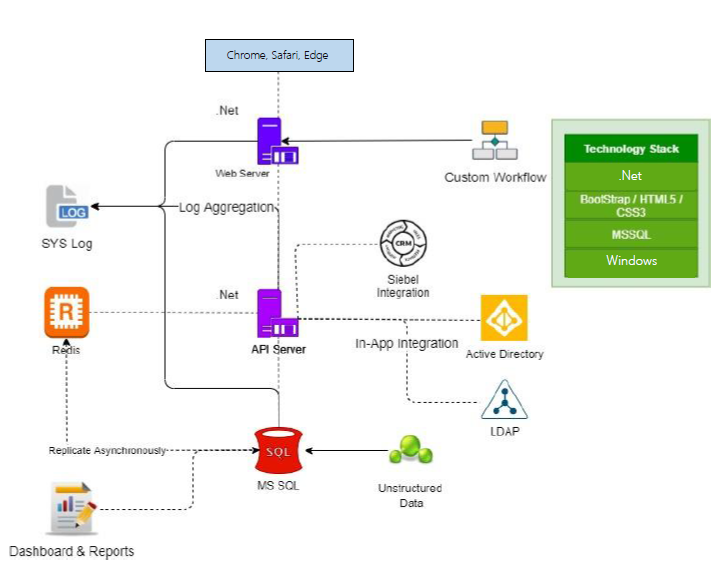 Chrome, Safari, Edge
.Net
Web Server
Custom Workflow
Technology Stack
.Net
BootStrap / HTML5 /
CSS3
MSSQL
Windows
LOG
SYS Log
Log Aggregation
CRM
Siebel
Integration
.Net
R
Redis
API Server
In-App Integration
Active Directory
LDAP
Replicate Asynchronously
SQL
MS SQL
Unstructured
Data
Dashboard & Reports